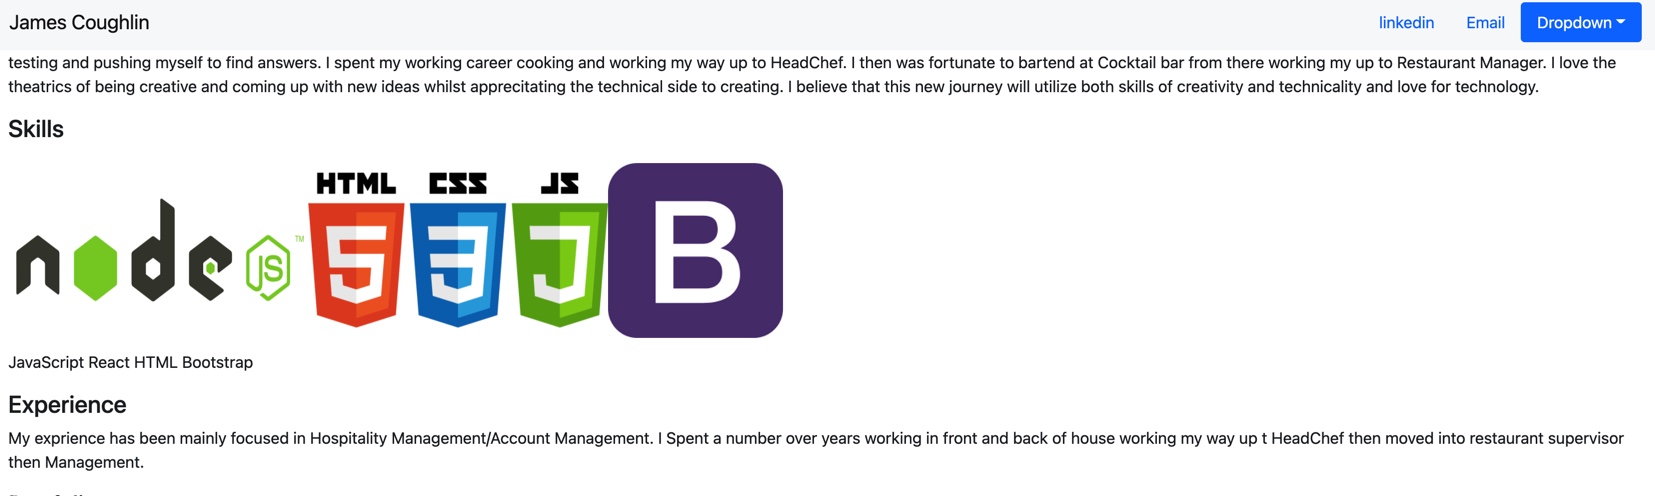 James Coughlin
linkedin
Email
Dropdown
testing and pushing myself to find answers. I spent my working career cooking and working my way up to HeadChef. I then was fortunate to bartend at Cocktail bar from there working my up to Restaurant Manager. I love the
theatrics of being creative and coming up with new ideas whilst apprecitating the technical side to creating. I believe that this new journey will utilize both skills of creativity and technicality and love for technology.
Skills
HTML CSS JS
node JS TM 5 3 J B
JavaScript React HTML Bootstrap
Experience
My exprience has been mainly focused in Hospitality Management/Account Management. I Spent a number over years working in front and back of house working my way up t HeadChef then moved into restaurant supervisor
then Management.